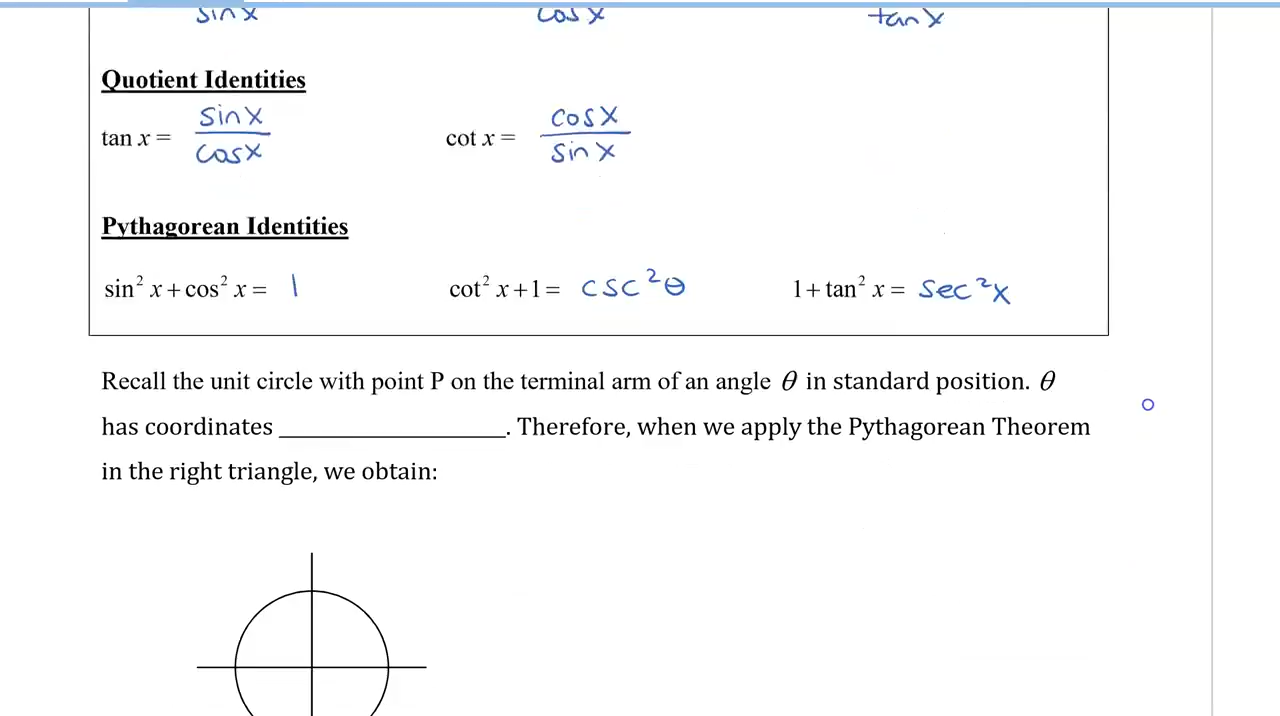 sin x cos x tan x
Quotient Identities
tan x = sin x / cos x cot x = cos x / sin x
Pythagorean Identities
sin² x + cos² x = 1 cot² x + 1 = csc² θ 1 + tan² x = sec² x
Recall the unit circle with point P on the terminal arm of an angle θ in standard position. θ
has coordinates ___________________. Therefore, when we apply the Pythagorean Theorem
in the right triangle, we obtain: